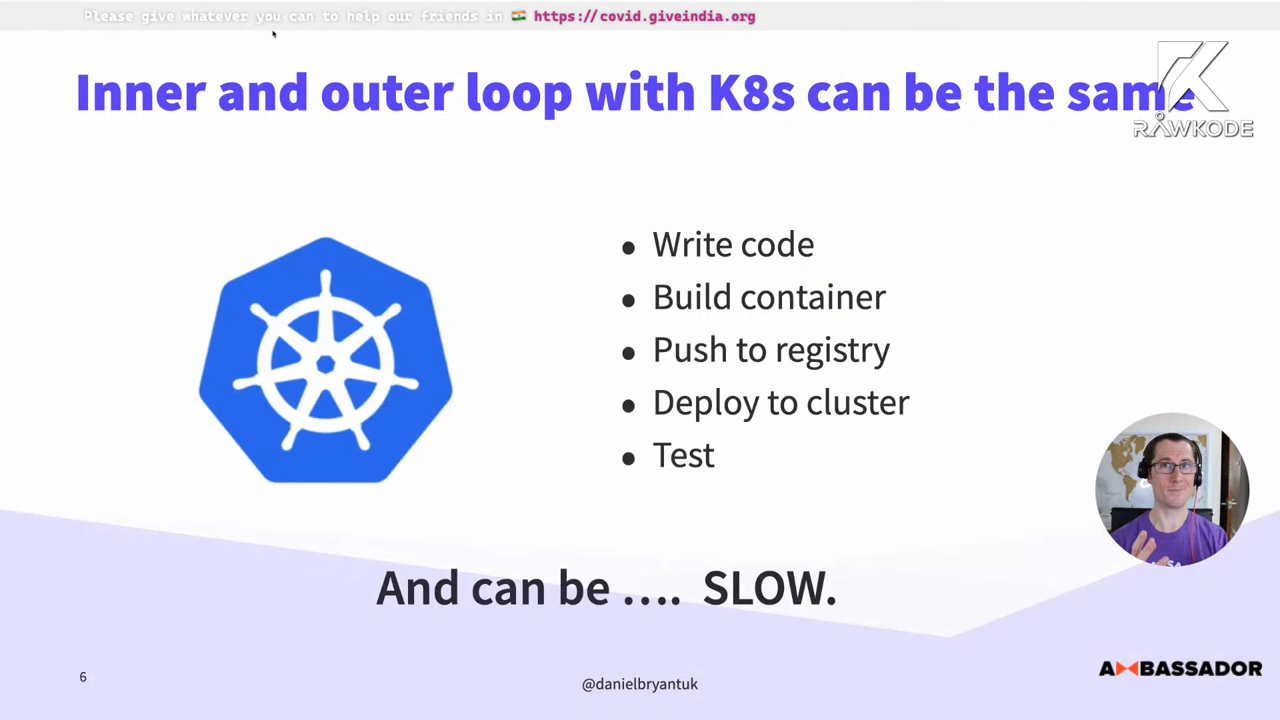 Please give whatever you can to help our friends in 🇮🇳 https://covid.giveindia.org
Inner and outer loop with K8s can be the same
RAWKODE
• Write code
• Build container
• Push to registry
• Deploy to cluster
• Test
And can be .... SLOW.
6
@danielbryantuk
AMBASSADOR